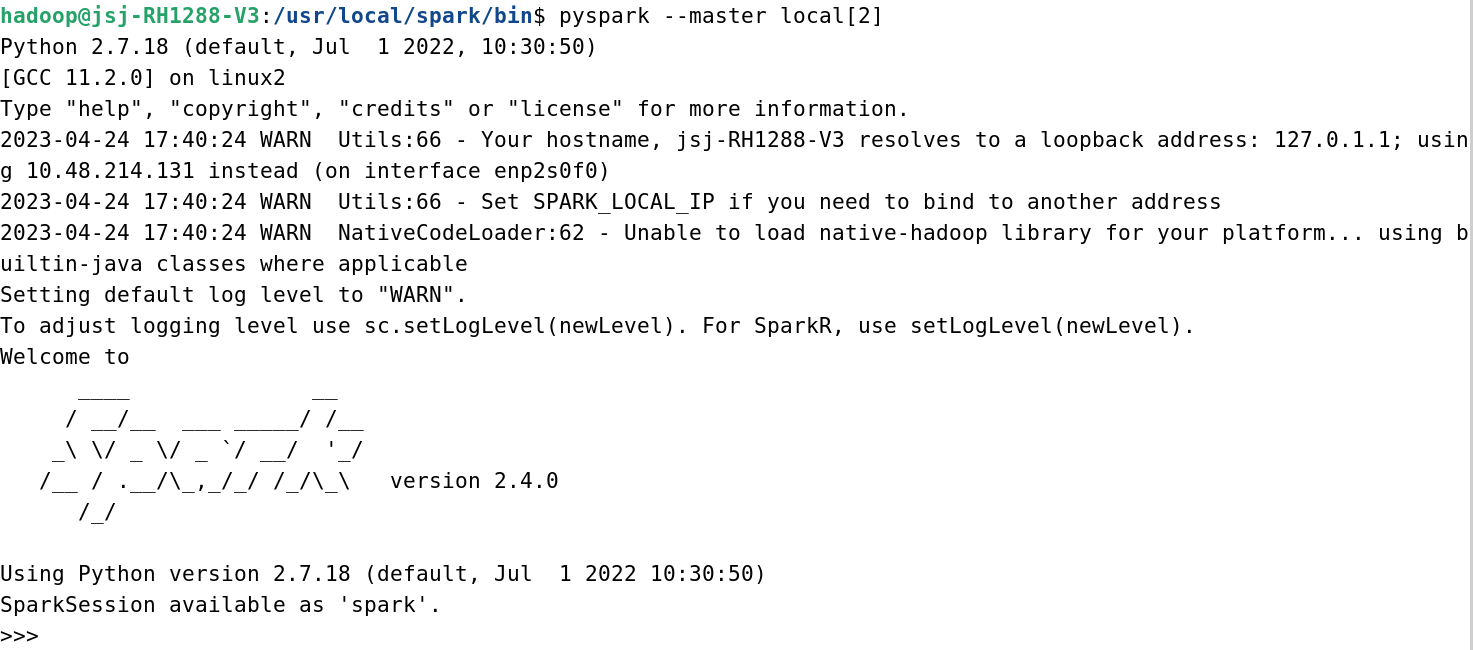 hadoop@jsj-RH1288-V3:/usr/local/spark/bin$ pyspark --master local[2]
Python 2.7.18 (default, Jul  1 2022, 10:30:50)
[GCC 11.2.0] on linux2
Type "help", "copyright", "credits" or "license" for more information.
2023-04-24 17:40:24 WARN  Utils:66 - Your hostname, jsj-RH1288-V3 resolves to a loopback address: 127.0.1.1; usin
g 10.48.214.131 instead (on interface enp2s0f0)
2023-04-24 17:40:24 WARN  Utils:66 - Set SPARK_LOCAL_IP if you need to bind to another address
2023-04-24 17:40:24 WARN  NativeCodeLoader:62 - Unable to load native-hadoop library for your platform... using b
uiltin-java classes where applicable
Setting default log level to "WARN".
To adjust logging level use sc.setLogLevel(newLevel). For SparkR, use setLogLevel(newLevel).
Welcome to
      ____              __
     / __/__  ___ _____/ /__
    _\ \/ _ \/ _ `/ __/  '_/
   /__ / .__/\_,_/_/ /_/\_\   version 2.4.0
      /_/

Using Python version 2.7.18 (default, Jul  1 2022 10:30:50)
SparkSession available as 'spark'.
>>>